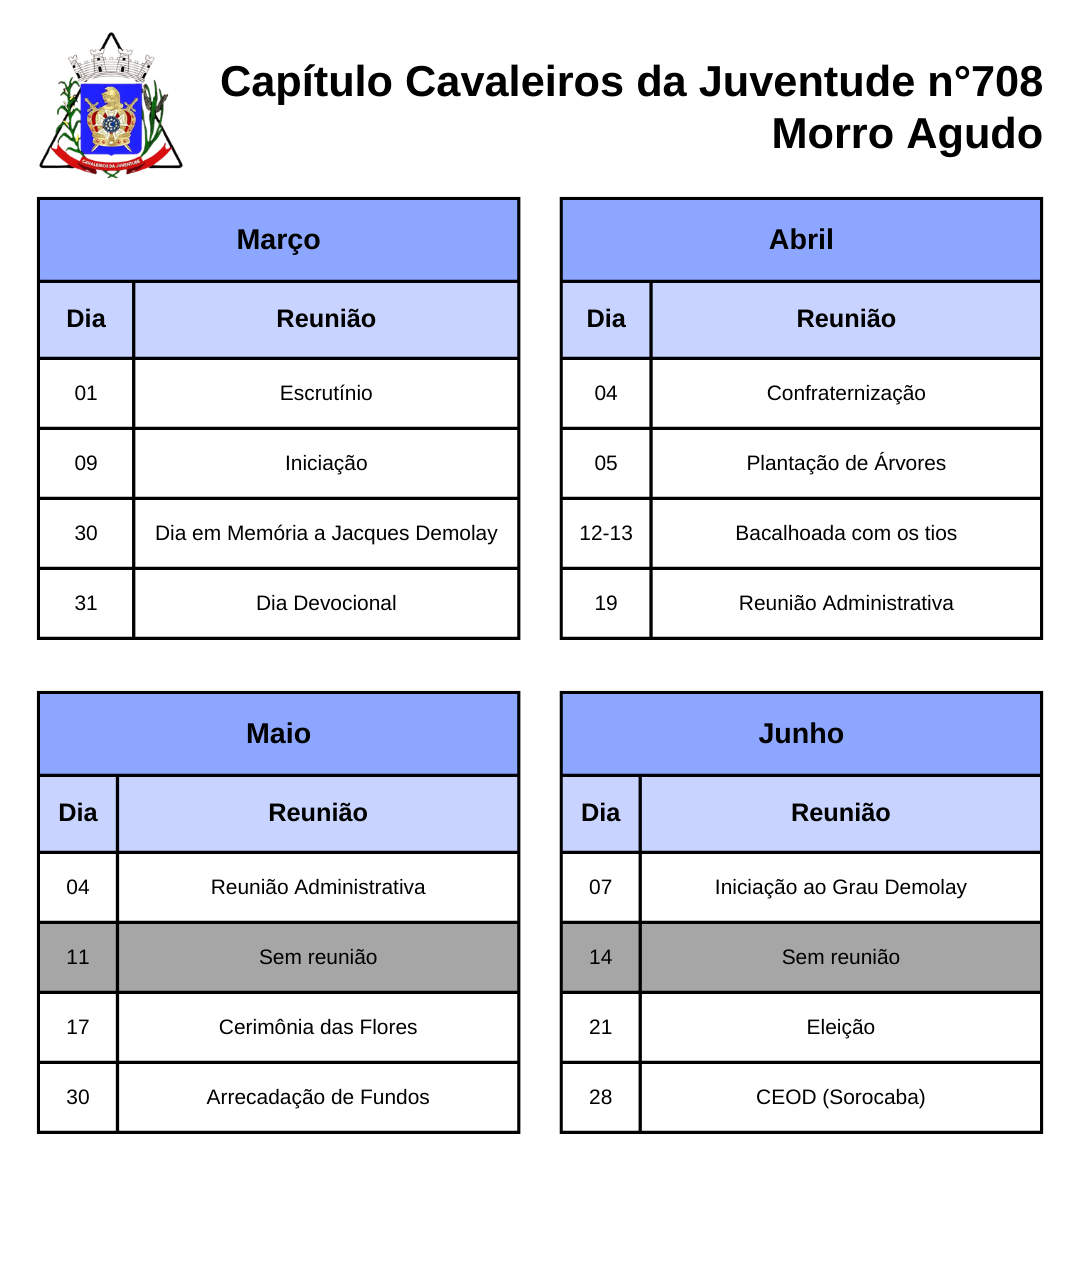 Capítulo Cavaleiros da Juventude n°708
Morro Agudo
CAVALEIROS DA JUVENTUDE
Março
Dia Reunião
01 Escrutínio
09 Iniciação
30 Dia em Memória a Jacques Demolay
31 Dia Devocional
Abril
Dia Reunião
04 Confraternização
05 Plantação de Árvores
12-13 Bacalhoada com os tios
19 Reunião Administrativa
Maio
Dia Reunião
04 Reunião Administrativa
11 Sem reunião
17 Cerimônia das Flores
30 Arrecadação de Fundos
Junho
Dia Reunião
07 Iniciação ao Grau Demolay
14 Sem reunião
21 Eleição
28 CEOD (Sorocaba)